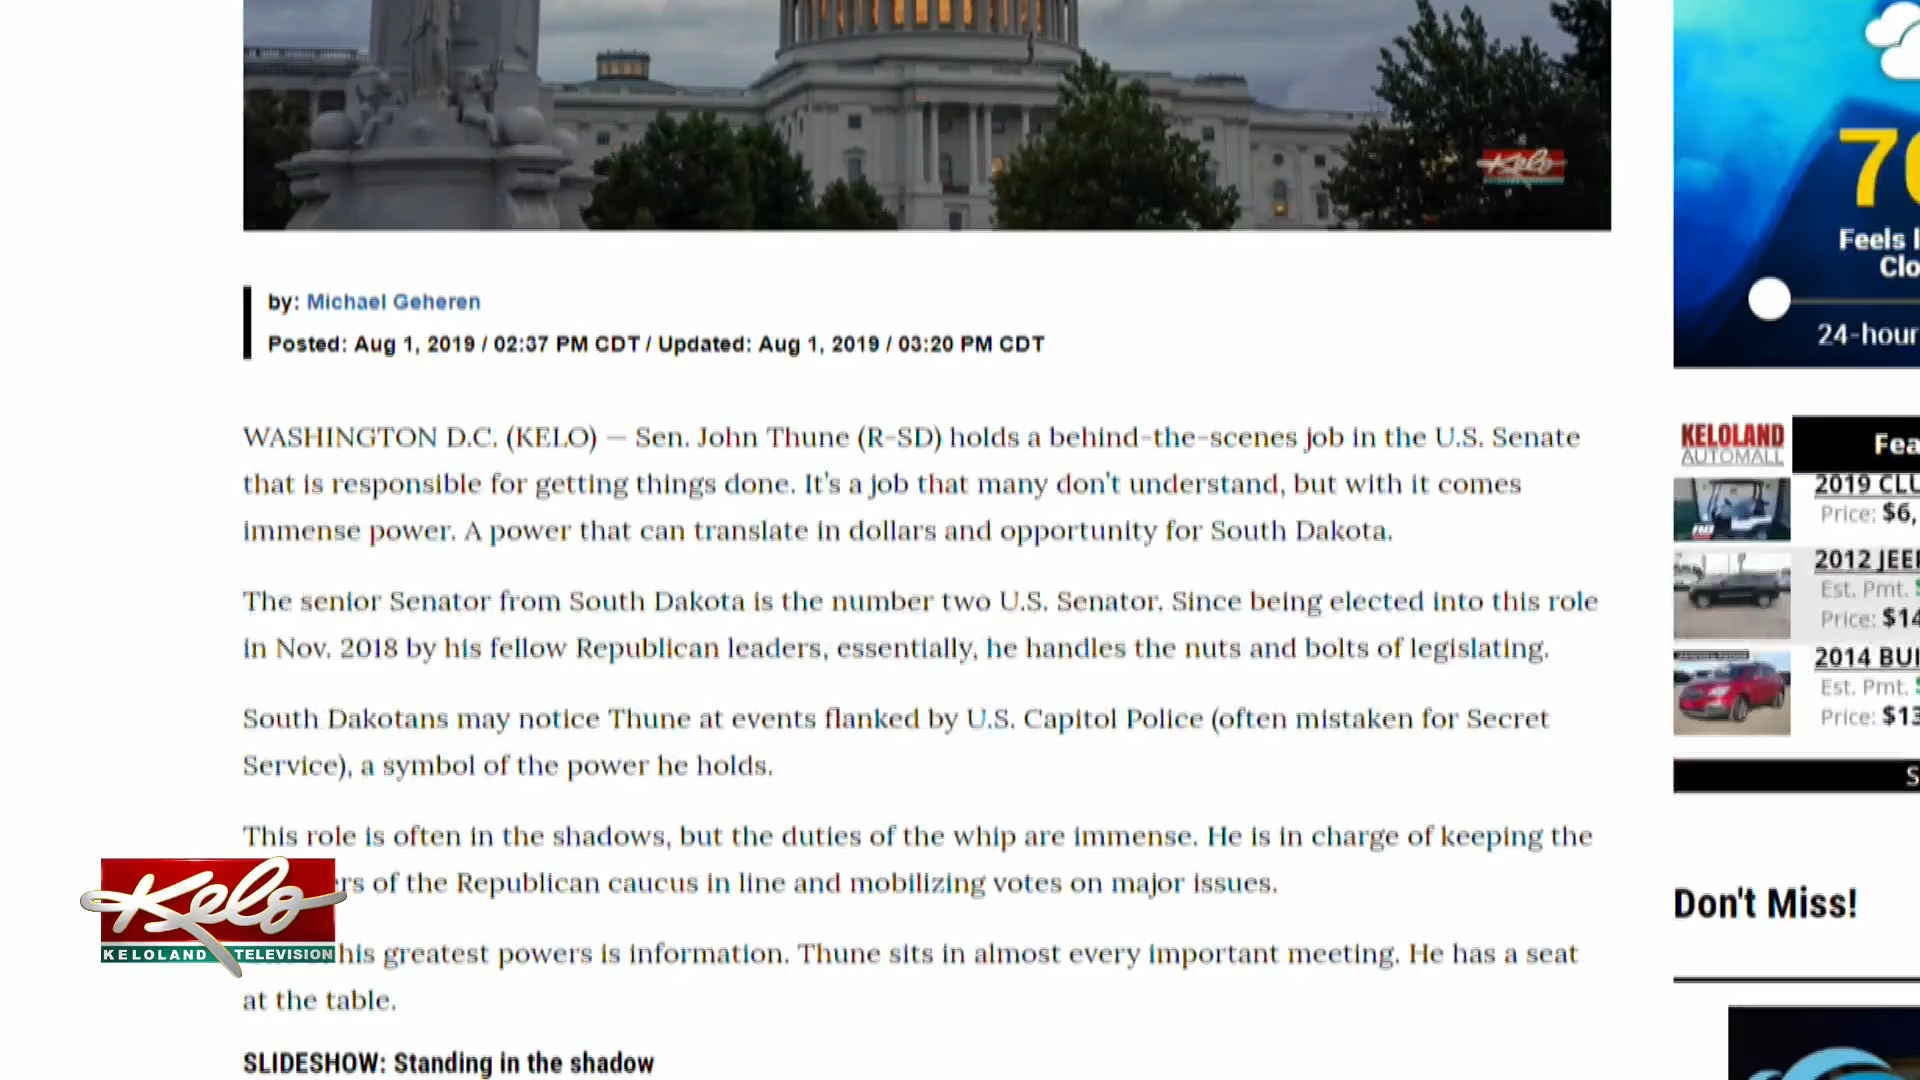 Kelo
by: Michael Geheren
Posted: Aug 1, 2019 / 02:37 PM CDT / Updated: Aug 1, 2019 / 03:20 PM CDT
WASHINGTON D.C. (KELO) — Sen. John Thune (R-SD) holds a behind-the-scenes job in the U.S. Senate
that is responsible for getting things done. It's a job that many don't understand, but with it comes
immense power. A power that can translate in dollars and opportunity for South Dakota.
The senior Senator from South Dakota is the number two U.S. Senator. Since being elected into this role
in Nov. 2018 by his fellow Republican leaders, essentially, he handles the nuts and bolts of legislating.
South Dakotans may notice Thune at events flanked by U.S. Capitol Police (often mistaken for Secret
Service), a symbol of the power he holds.
This role is often in the shadows, but the duties of the whip are immense. He is in charge of keeping the
rs of the Republican caucus in line and mobilizing votes on major issues.
his greatest powers is information. Thune sits in almost every important meeting. He has a seat
at the table.
SLIDESHOW: Standing in the shadow
Kelo
KELOLAND TELEVISION
Feels
24-hour
KELOLAND
AUTOMALL
2019
Price: $6,
2012 JEE
Est. Pmt.
Price: $14
2014 BUI
Est. Pmt.
Price: $13
Don't Miss!